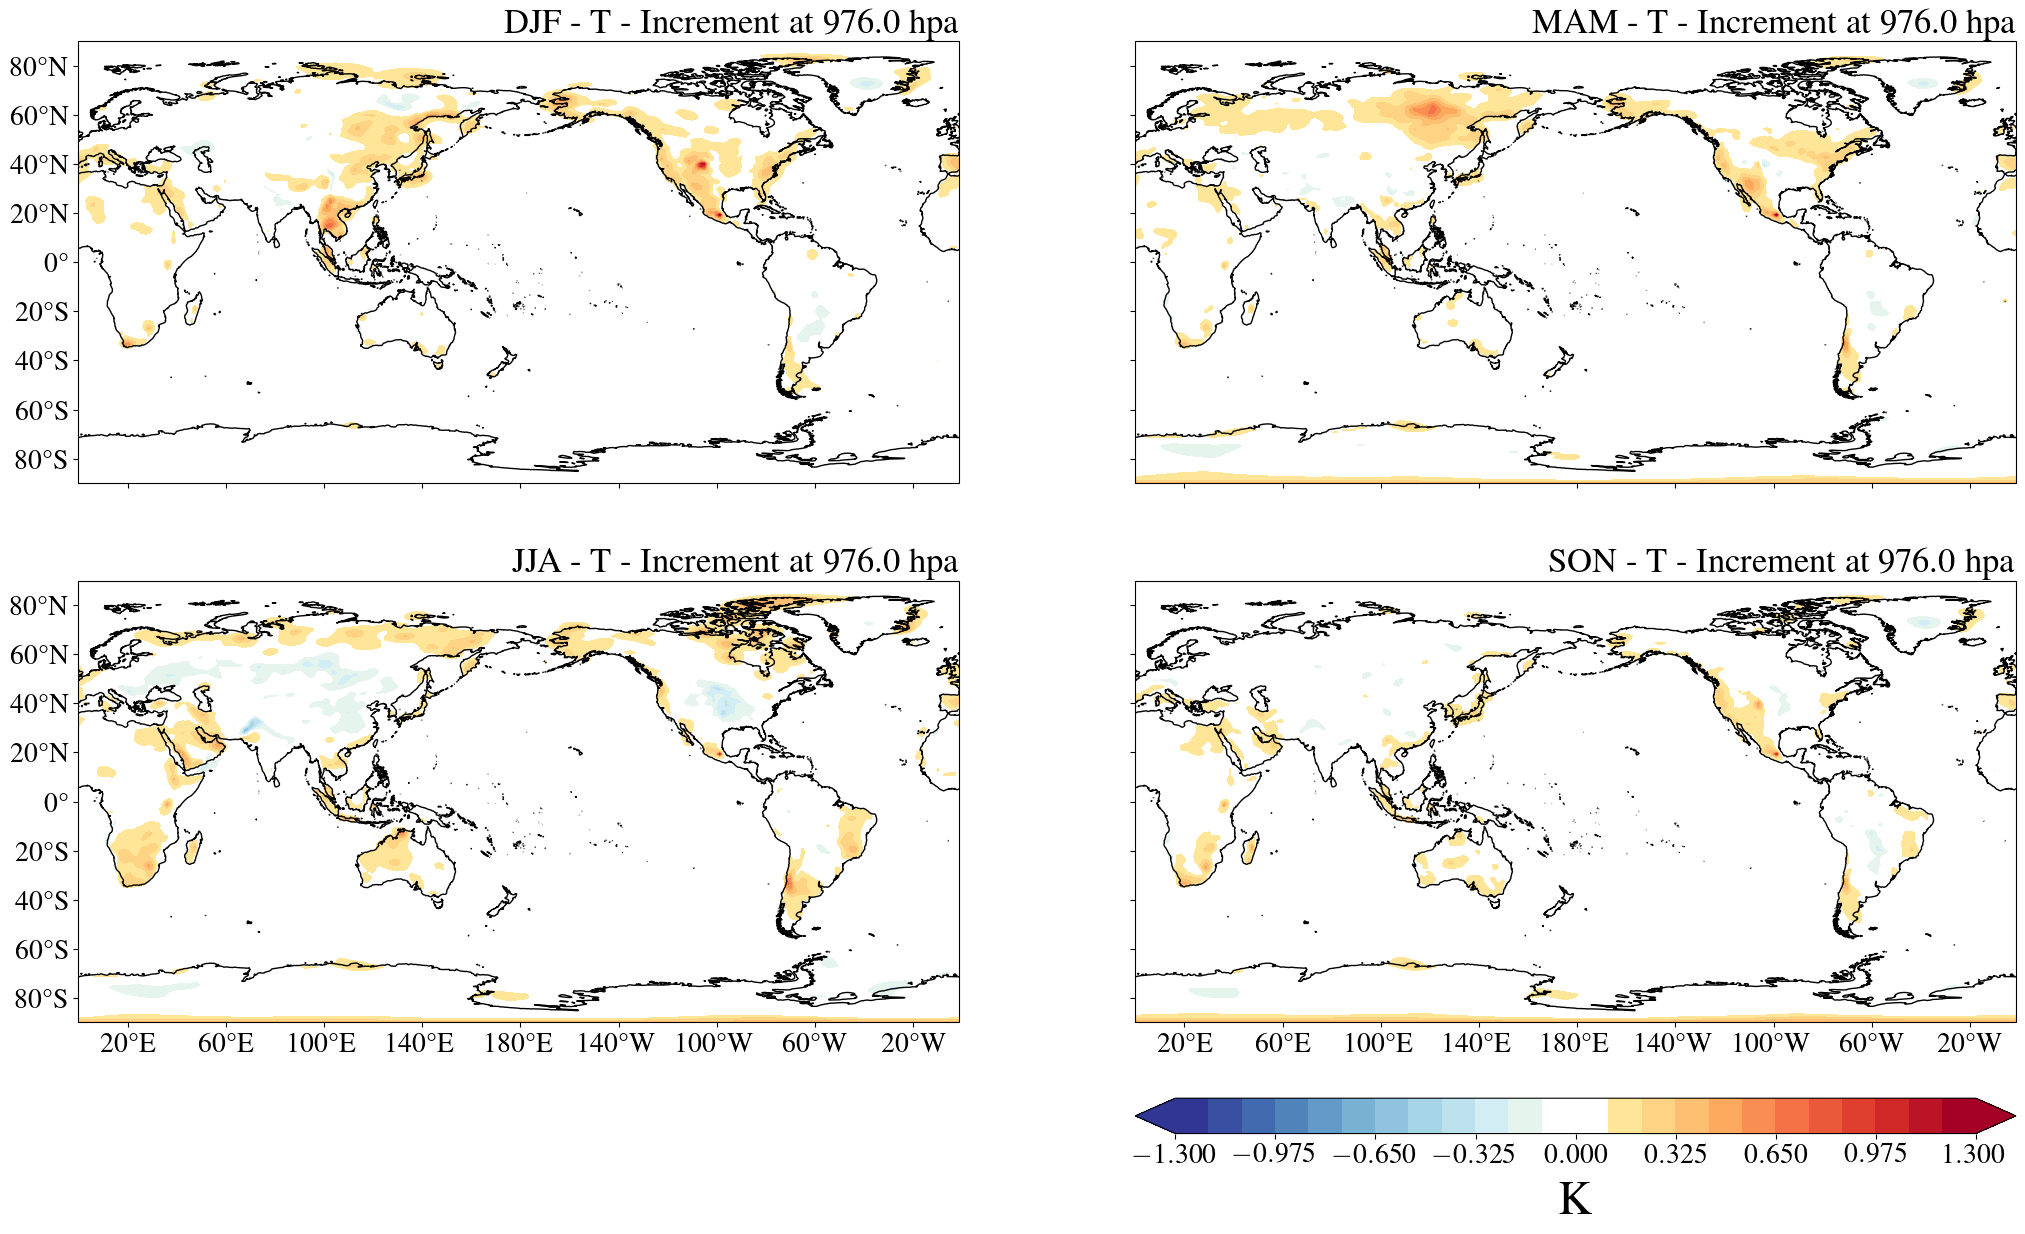 DJF - T - Increment at 976.0 hpa
MAM - T - Increment at 976.0 hpa
80°N
60°N
40°N
20°N
0°
20°S
40°S
60°S
80°S
JJA - T - Increment at 976.0 hpa
SON - T - Increment at 976.0 hpa
80°N
60°N
40°N
20°N
0°
20°S
40°S
60°S
80°S
20°E 60°E 100°E 140°E 180°E 140°W 100°W 60°W 20°W
20°E 60°E 100°E 140°E 180°E 140°W 100°W 60°W 20°W
−1.300 −0.975 −0.650 −0.325 0.000 0.325 0.650 0.975 1.300
K